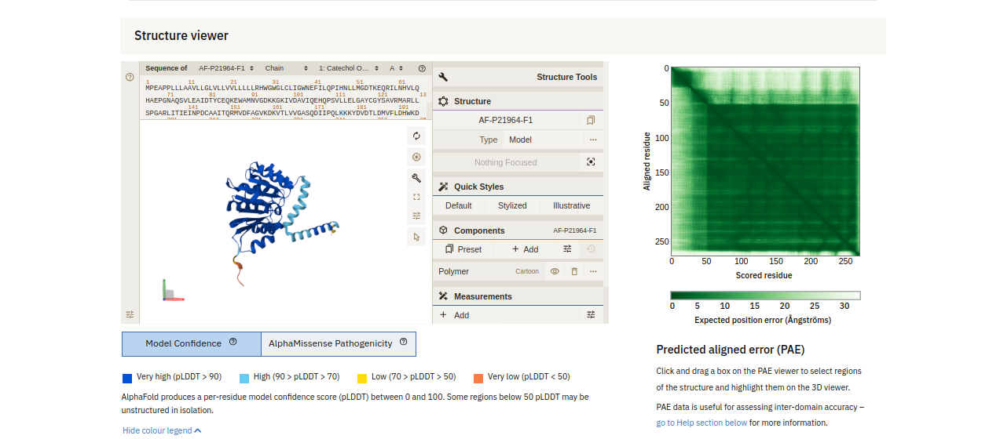 Structure viewer
Sequence of AF-P21964-F1 Chain 1: Catechol O... A
1 11 21 31 41 51 61
MPEAPPLLLAAVLLGLVLLVVLLLLLRHWGWGLCLIGWNEFILQPIHNLLMGDTKEQRILNHVLQ
71 81 91 101 111 121 13
HAEPGNAQSVLEAIDTYCEQKEWAMNVGDKKGKIVDAVIQEHQPSVLLELGAYCGYSAVRMARLL
141 151 161 171 181 191
SPGARLITIEINPDCAAITQRMVDFAGVKDKVTLVVGASQDIIPQLKKKYDVDTLDMVFLDHWKD
Structure Tools
Structure
AF-P21964-F1
Type Model
Nothing Focused
Quick Styles
Default Stylized Illustrative
Components AF-P21964-F1
Preset + Add
Polymer Cartoon
Measurements
+ Add
Model Confidence AlphaMissense Pathogenicity
Very high (pLDDT > 90) High (90 > pLDDT > 70) Low (70 > pLDDT > 50) Very low (pLDDT < 50)
AlphaFold produces a per-residue model confidence score (pLDDT) between 0 and 100. Some regions below 50 pLDDT may be
unstructured in isolation.
Hide colour legend
Aligned residue
0
50
100
150
200
250
0 50 100 150 200 250
Scored residue
0 5 10 15 20 25 30
Expected position error (Ångströms)
Predicted aligned error (PAE)
Click and drag a box on the PAE viewer to select regions
of the structure and highlight them on the 3D viewer.
PAE data is useful for assessing inter-domain accuracy –
go to Help section below for more information.